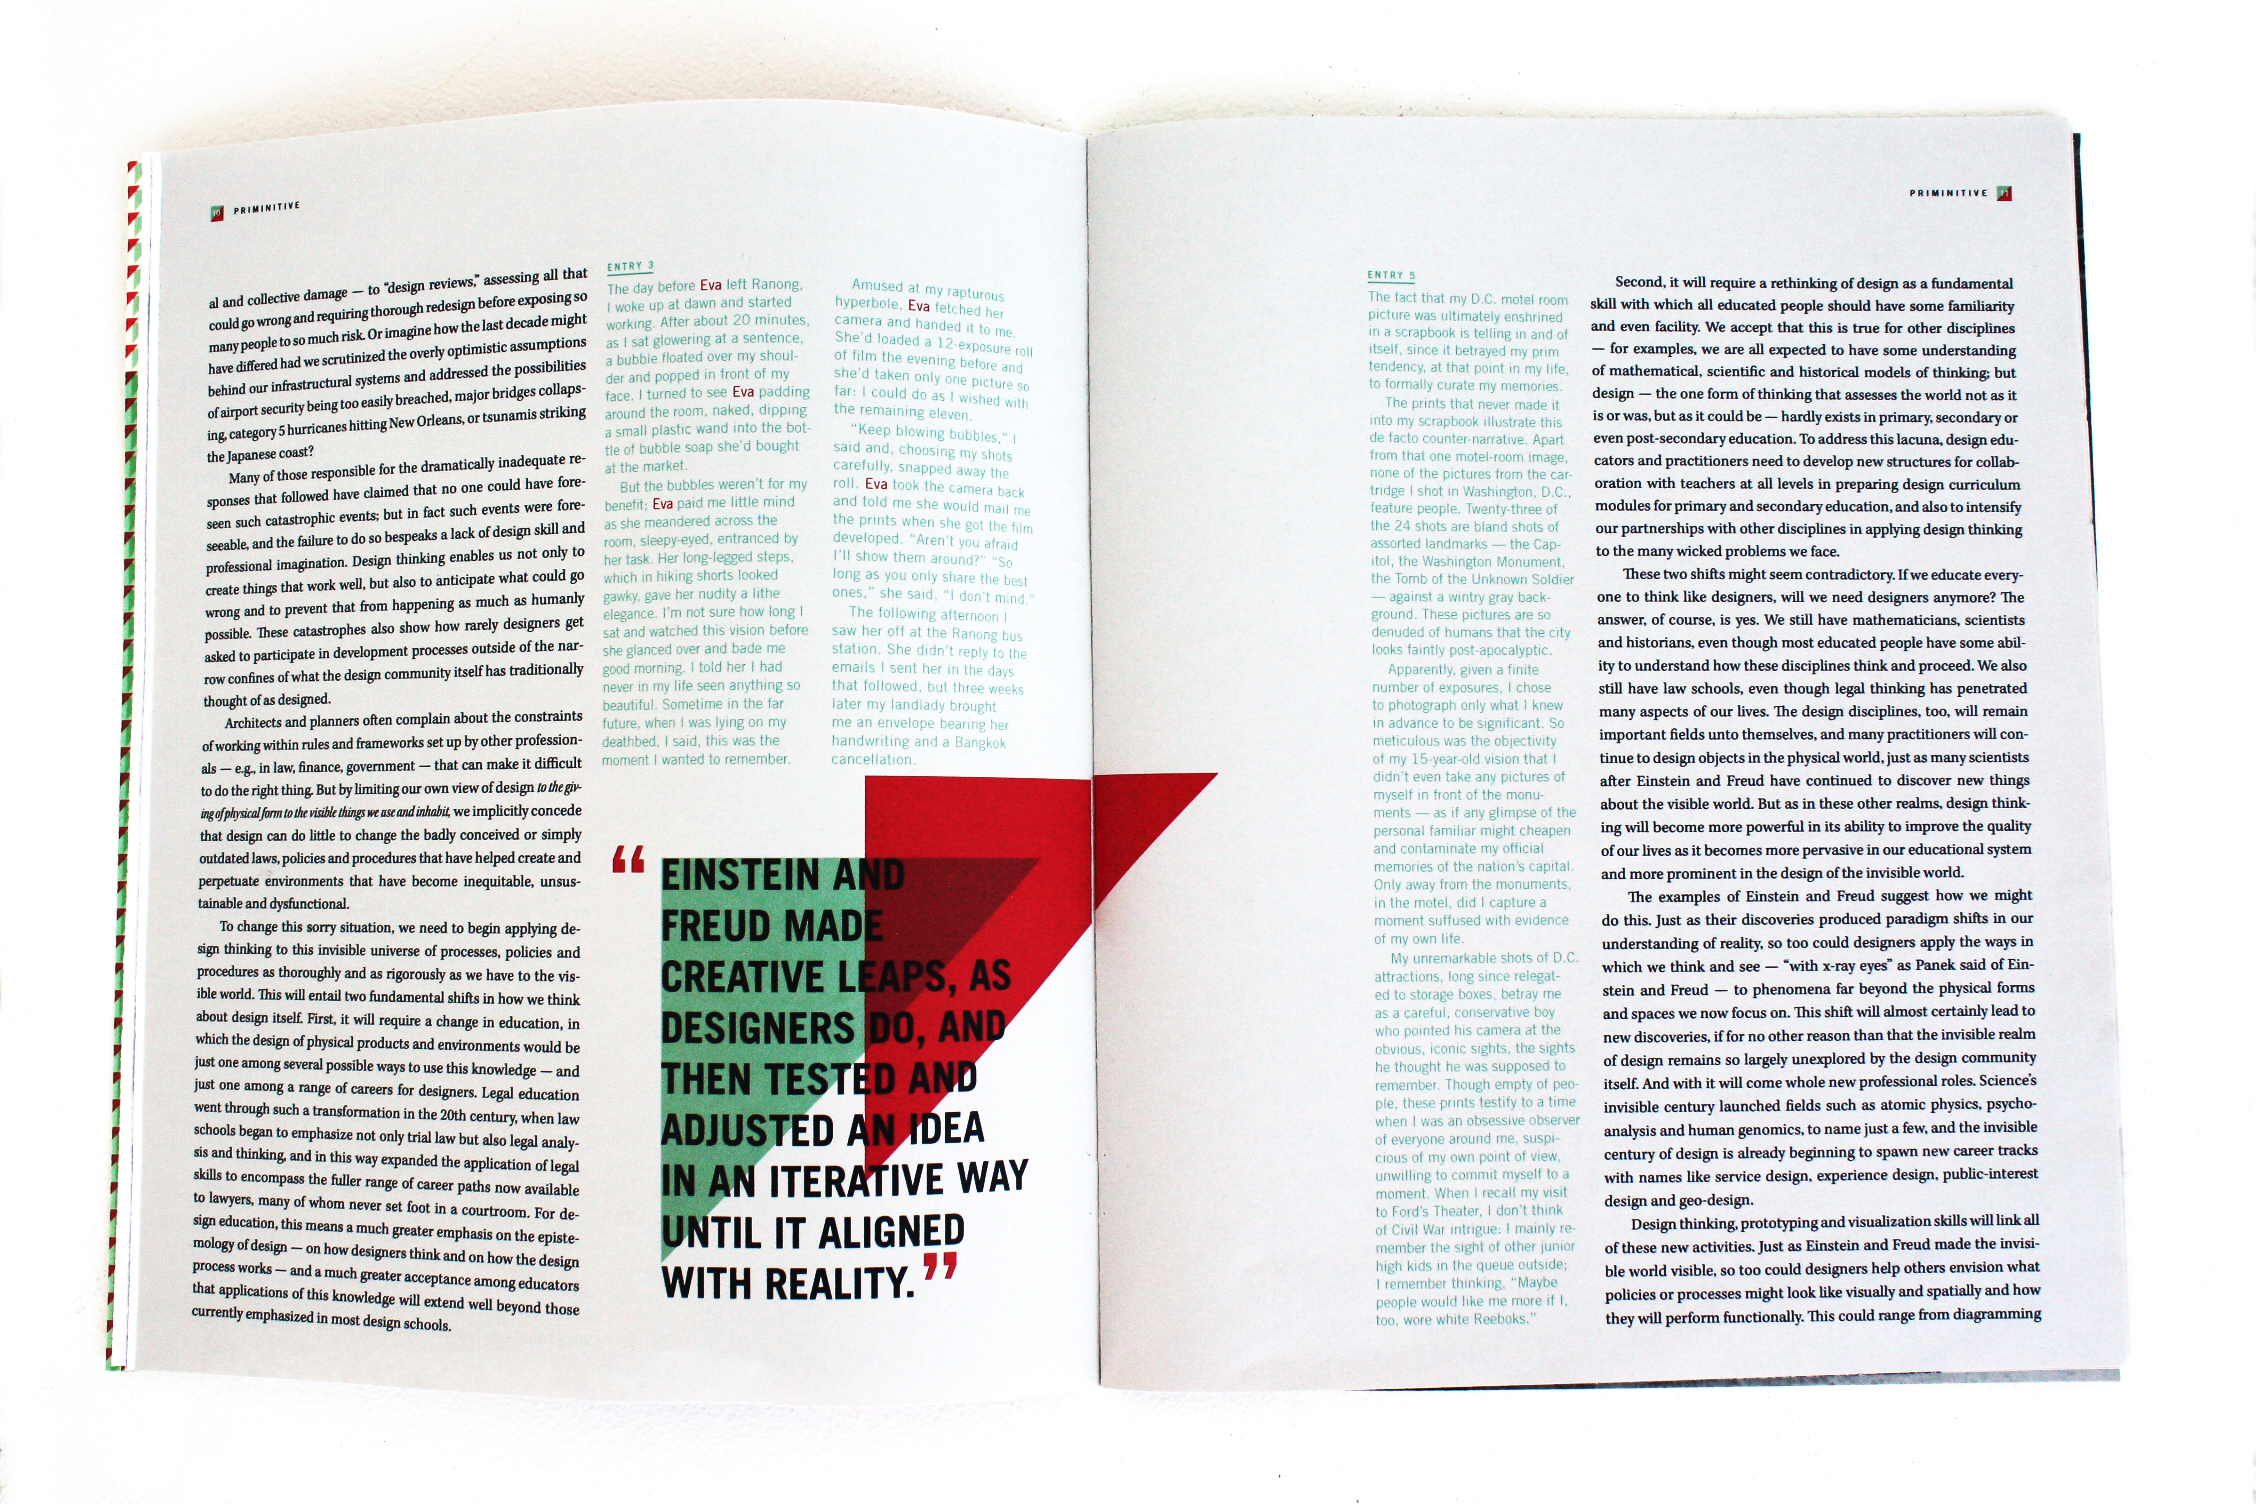 10 PRIMINITIVE
al and collective damage — to “design reviews,” assessing all that
could go wrong and requiring thorough redesign before exposing so
many people to so much risk. Or imagine how the last decade might
have differed had we scrutinized the overly optimistic assumptions
behind our infrastructural systems and addressed the possibilities
of airport security being too easily breached, major bridges collaps-
ing, category 5 hurricanes hitting New Orleans, or tsunamis striking
the Japanese coast?
Many of those responsible for the dramatically inadequate re-
sponses that followed have claimed that no one could have fore-
seen such catastrophic events; but in fact such events were fore-
seeable, and the failure to do so bespeaks a lack of design skill and
professional imagination. Design thinking enables us not only to
create things that work well, but also to anticipate what could go
wrong and to prevent that from happening as much as humanly
possible. These catastrophes also show how rarely designers get
asked to participate in development processes outside of the nar-
row confines of what the design community itself has traditionally
thought of as designed.
Architects and planners often complain about the constraints
of working within rules and frameworks set up by other profession-
als — e.g., in law, finance, government — that can make it difficult
to do the right thing. But by limiting our own view of design to the giv-
ing of physical form to the visible things we use and inhabit, we implicitly concede
that design can do little to change the badly conceived or simply
outdated laws, policies and procedures that have helped create and
perpetuate environments that have become inequitable, unsus-
tainable and dysfunctional.
To change this sorry situation, we need to begin applying de-
sign thinking to this invisible universe of processes, policies and
procedures as thoroughly and as rigorously as we have to the vis-
ible world. This will entail two fundamental shifts in how we think
about design itself. First, it will require a change in education, in
which the design of physical products and environments would be
just one among several possible ways to use this knowledge — and
just one among a range of careers for designers. Legal education
went through such a transformation in the 20th century, when law
schools began to emphasize not only trial law but also legal analy-
sis and thinking, and in this way expanded the application of legal
skills to encompass the fuller range of career paths now available
to lawyers, many of whom never set foot in a courtroom. For de-
sign education, this means a much greater emphasis on the episte-
mology of design — on how designers think and on how the design
process works — and a much greater acceptance among educators
that applications of this knowledge will extend well beyond those
currently emphasized in most design schools.
ENTRY 3
The day before Eva left Ranong,
I woke up at dawn and started
working. After about 20 minutes,
as I sat glowering at a sentence,
a bubble floated over my shoul-
der and popped in front of my
face. I turned to see Eva padding
around the room, naked, dipping
a small plastic wand into the bot-
tle of bubble soap she’d bought
at the market.
But the bubbles weren’t for my
benefit; Eva paid me little mind
as she meandered across the
room, sleepy-eyed, entranced by
her task. Her long-legged steps,
which in hiking shorts looked
gawky, gave her nudity a lithe
elegance. I’m not sure how long I
sat and watched this vision before
she glanced over and bade me
good morning. I told her I had
never in my life seen anything so
beautiful. Sometime in the far
future, when I was lying on my
deathbed, I said, this was the
moment I wanted to remember.
Amused at my rapturous
hyperbole, Eva fetched her
camera and handed it to me.
She’d loaded a 12-exposure roll
of film the evening before and
she’d taken only one picture so
far: I could do as I wished with
the remaining eleven.
“Keep blowing bubbles,” I
said and, choosing my shots
carefully, snapped away the
roll. Eva took the camera back
and told me she would mail me
the prints when she got the film
developed. “Aren’t you afraid
I’ll show them around?” “So
long as you only share the best
ones,” she said, “I don’t mind.”
The following afternoon I
saw her off at the Ranong bus
station. She didn’t reply to the
emails I sent her in the days
that followed, but three weeks
later my landlady brought
me an envelope bearing her
handwriting and a Bangkok
cancellation.
“ EINSTEIN AND
FREUD MADE
CREATIVE LEAPS, AS
DESIGNERS DO, AND
THEN TESTED AND
ADJUSTED AN IDEA
IN AN ITERATIVE WAY
UNTIL IT ALIGNED
WITH REALITY. ”
PRIMINITIVE 11
ENTRY 5
The fact that my D.C. motel room
picture was ultimately enshrined
in a scrapbook is telling in and of
itself, since it betrayed my prim
tendency, at that point in my life,
to formally curate my memories.
The prints that never made it
into my scrapbook illustrate this
de facto counter-narrative. Apart
from that one motel-room image,
none of the pictures from the car-
tridge I shot in Washington, D.C.,
feature people. Twenty-three of
the 24 shots are bland shots of
assorted landmarks — the Cap-
itol, the Washington Monument,
the Tomb of the Unknown Soldier
— against a wintry gray back-
ground. These pictures are so
denuded of humans that the city
looks faintly post-apocalyptic.
Apparently, given a finite
number of exposures, I chose
to photograph only what I knew
in advance to be significant. So
meticulous was the objectivity
of my 15-year-old vision that I
didn’t even take any pictures of
myself in front of the monu-
ments — as if any glimpse of the
personal familiar might cheapen
and contaminate my official
memories of the nation’s capital.
Only away from the monuments,
in the motel, did I capture a
moment suffused with evidence
of my own life.
My unremarkable shots of D.C.
attractions, long since relegat-
ed to storage boxes, betray me
as a careful, conservative boy
who pointed his camera at the
obvious, iconic sights, the sights
he thought he was supposed to
remember. Though empty of peo-
ple, these prints testify to a time
when I was an obsessive observer
of everyone around me, suspi-
cious of my own point of view,
unwilling to commit myself to a
moment. When I recall my visit
to Ford’s Theater, I don’t think
of Civil War intrigue; I mainly re-
member the sight of other junior
high kids in the queue outside;
I remember thinking, “Maybe
people would like me more if I,
too, wore white Reeboks.”
Second, it will require a rethinking of design as a fundamental
skill with which all educated people should have some familiarity
and even facility. We accept that this is true for other disciplines
— for examples, we are all expected to have some understanding
of mathematical, scientific and historical models of thinking; but
design — the one form of thinking that assesses the world not as it
is or was, but as it could be — hardly exists in primary, secondary or
even post-secondary education. To address this lacuna, design edu-
cators and practitioners need to develop new structures for collab-
oration with teachers at all levels in preparing design curriculum
modules for primary and secondary education, and also to intensify
our partnerships with other disciplines in applying design thinking
to the many wicked problems we face.
These two shifts might seem contradictory. If we educate every-
one to think like designers, will we need designers anymore? The
answer, of course, is yes. We still have mathematicians, scientists
and historians, even though most educated people have some abil-
ity to understand how these disciplines think and proceed. We also
still have law schools, even though legal thinking has penetrated
many aspects of our lives. The design disciplines, too, will remain
important fields unto themselves, and many practitioners will con-
tinue to design objects in the physical world, just as many scientists
after Einstein and Freud have continued to discover new things
about the visible world. But as in these other realms, design think-
ing will become more powerful in its ability to improve the quality
of our lives as it becomes more pervasive in our educational system
and more prominent in the design of the invisible world.
The examples of Einstein and Freud suggest how we might
do this. Just as their discoveries produced paradigm shifts in our
understanding of reality, so too could designers apply the ways in
which we think and see — “with x-ray eyes” as Panek said of Ein-
stein and Freud — to phenomena far beyond the physical forms
and spaces we now focus on. This shift will almost certainly lead to
new discoveries, if for no other reason than that the invisible realm
of design remains so largely unexplored by the design community
itself. And with it will come whole new professional roles. Science’s
invisible century launched fields such as atomic physics, psycho-
analysis and human genomics, to name just a few, and the invisible
century of design is already beginning to spawn new career tracks
with names like service design, experience design, public-interest
design and geo-design.
Design thinking, prototyping and visualization skills will link all
of these new activities. Just as Einstein and Freud made the invisi-
ble world visible, so too could designers help others envision what
policies or processes might look like visually and spatially and how
they will perform functionally. This could range from diagramming